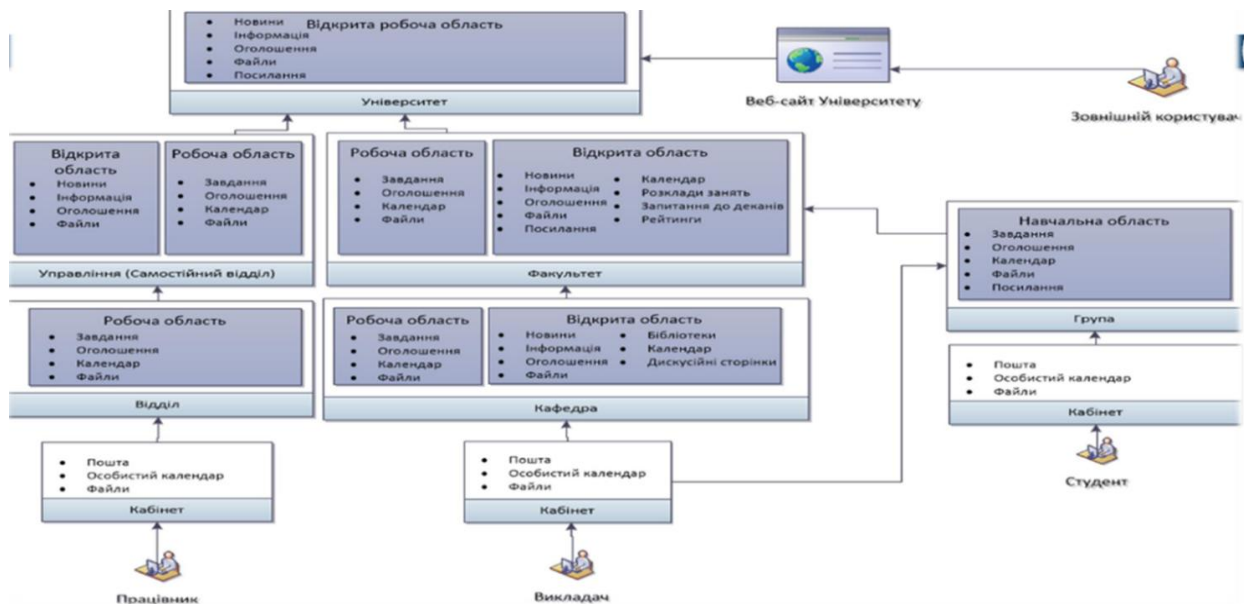 Відкрита робоча область
Новини
Інформація
Оголошення
Файли
Посилання
Університет
Веб-сайт Університету
Зовнішній користувач
Відкрита область
Новини
Інформація
Оголошення
Файли
Робоча область
Завдання
Оголошення
Календар
Файли
Управління (Самостійний відділ)
Робоча область
Завдання
Оголошення
Календар
Файли
Відкрита область
Новини
Інформація
Оголошення
Файли
Посилання
Календар
Розклади занять
Запитання до деканів
Рейтинги
Факультет
Навчальна область
Завдання
Оголошення
Календар
Файли
Посилання
Група
Робоча область
Завдання
Оголошення
Календар
Файли
Відділ
Робоча область
Завдання
Оголошення
Календар
Файли
Відкрита область
Новини
Інформація
Оголошення
Файли
Бібліотеки
Календар
Дискусійні сторінки
Кафедра
Пошта
Особистий календар
Файли
Кабінет
Студент
Пошта
Особистий календар
Файли
Кабінет
Працівник
Пошта
Особистий календар
Файли
Кабінет
Викладач